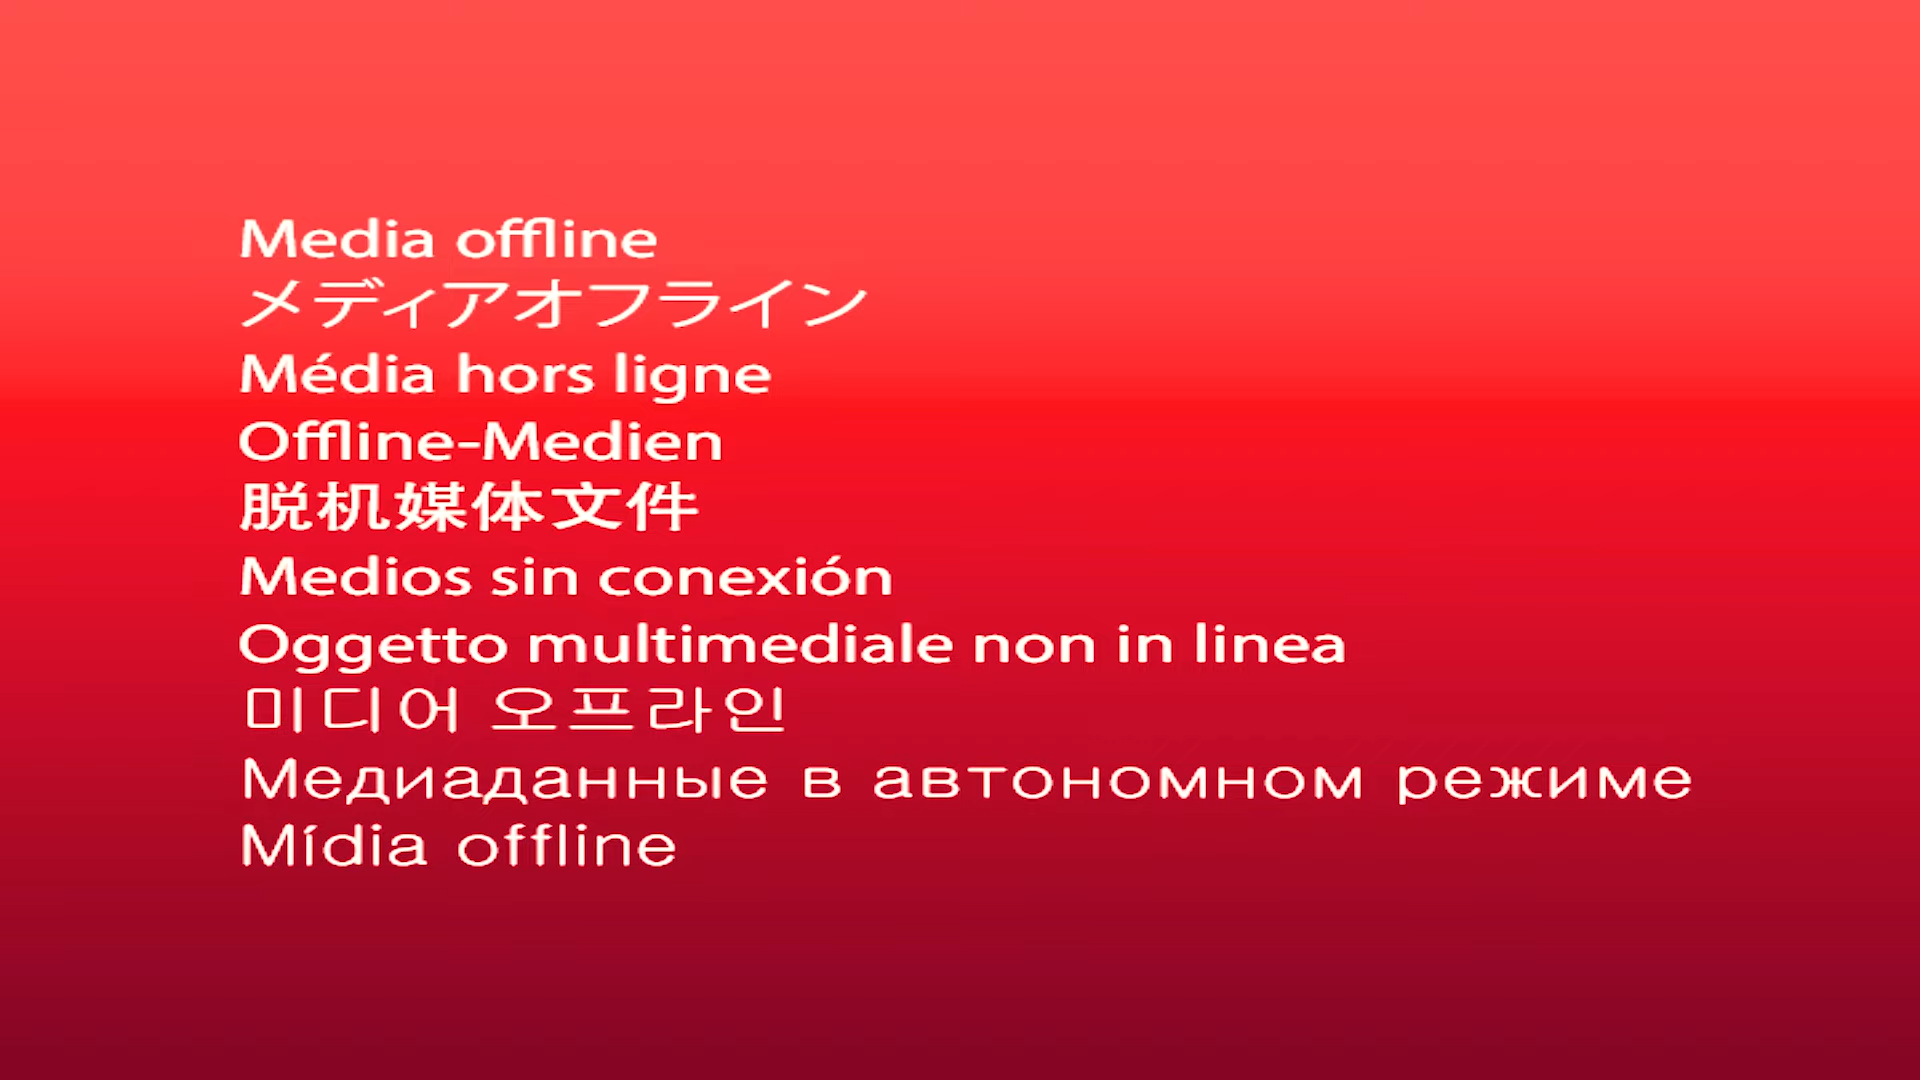 Media offline
メディアオフライン
Média hors ligne
Offline-Medien
脱机媒体文件
Medios sin conexión
Oggetto multimediale non in linea
미디어 오프라인
Медиаданные в автономном режиме
Mídia offline